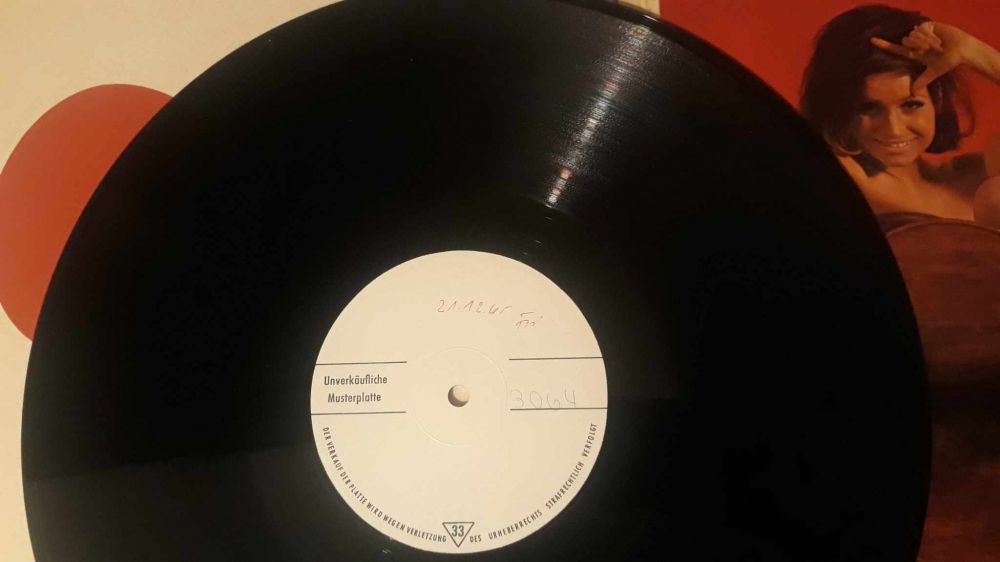 21.12.65
Unverkäufliche
Musterplatte
3064
DER VERKAUF DER PLATTE WIRD WEGEN VERLETZUNG DES URHEBERRECHTS STRAFRECHTLICH VERFOLGT
33